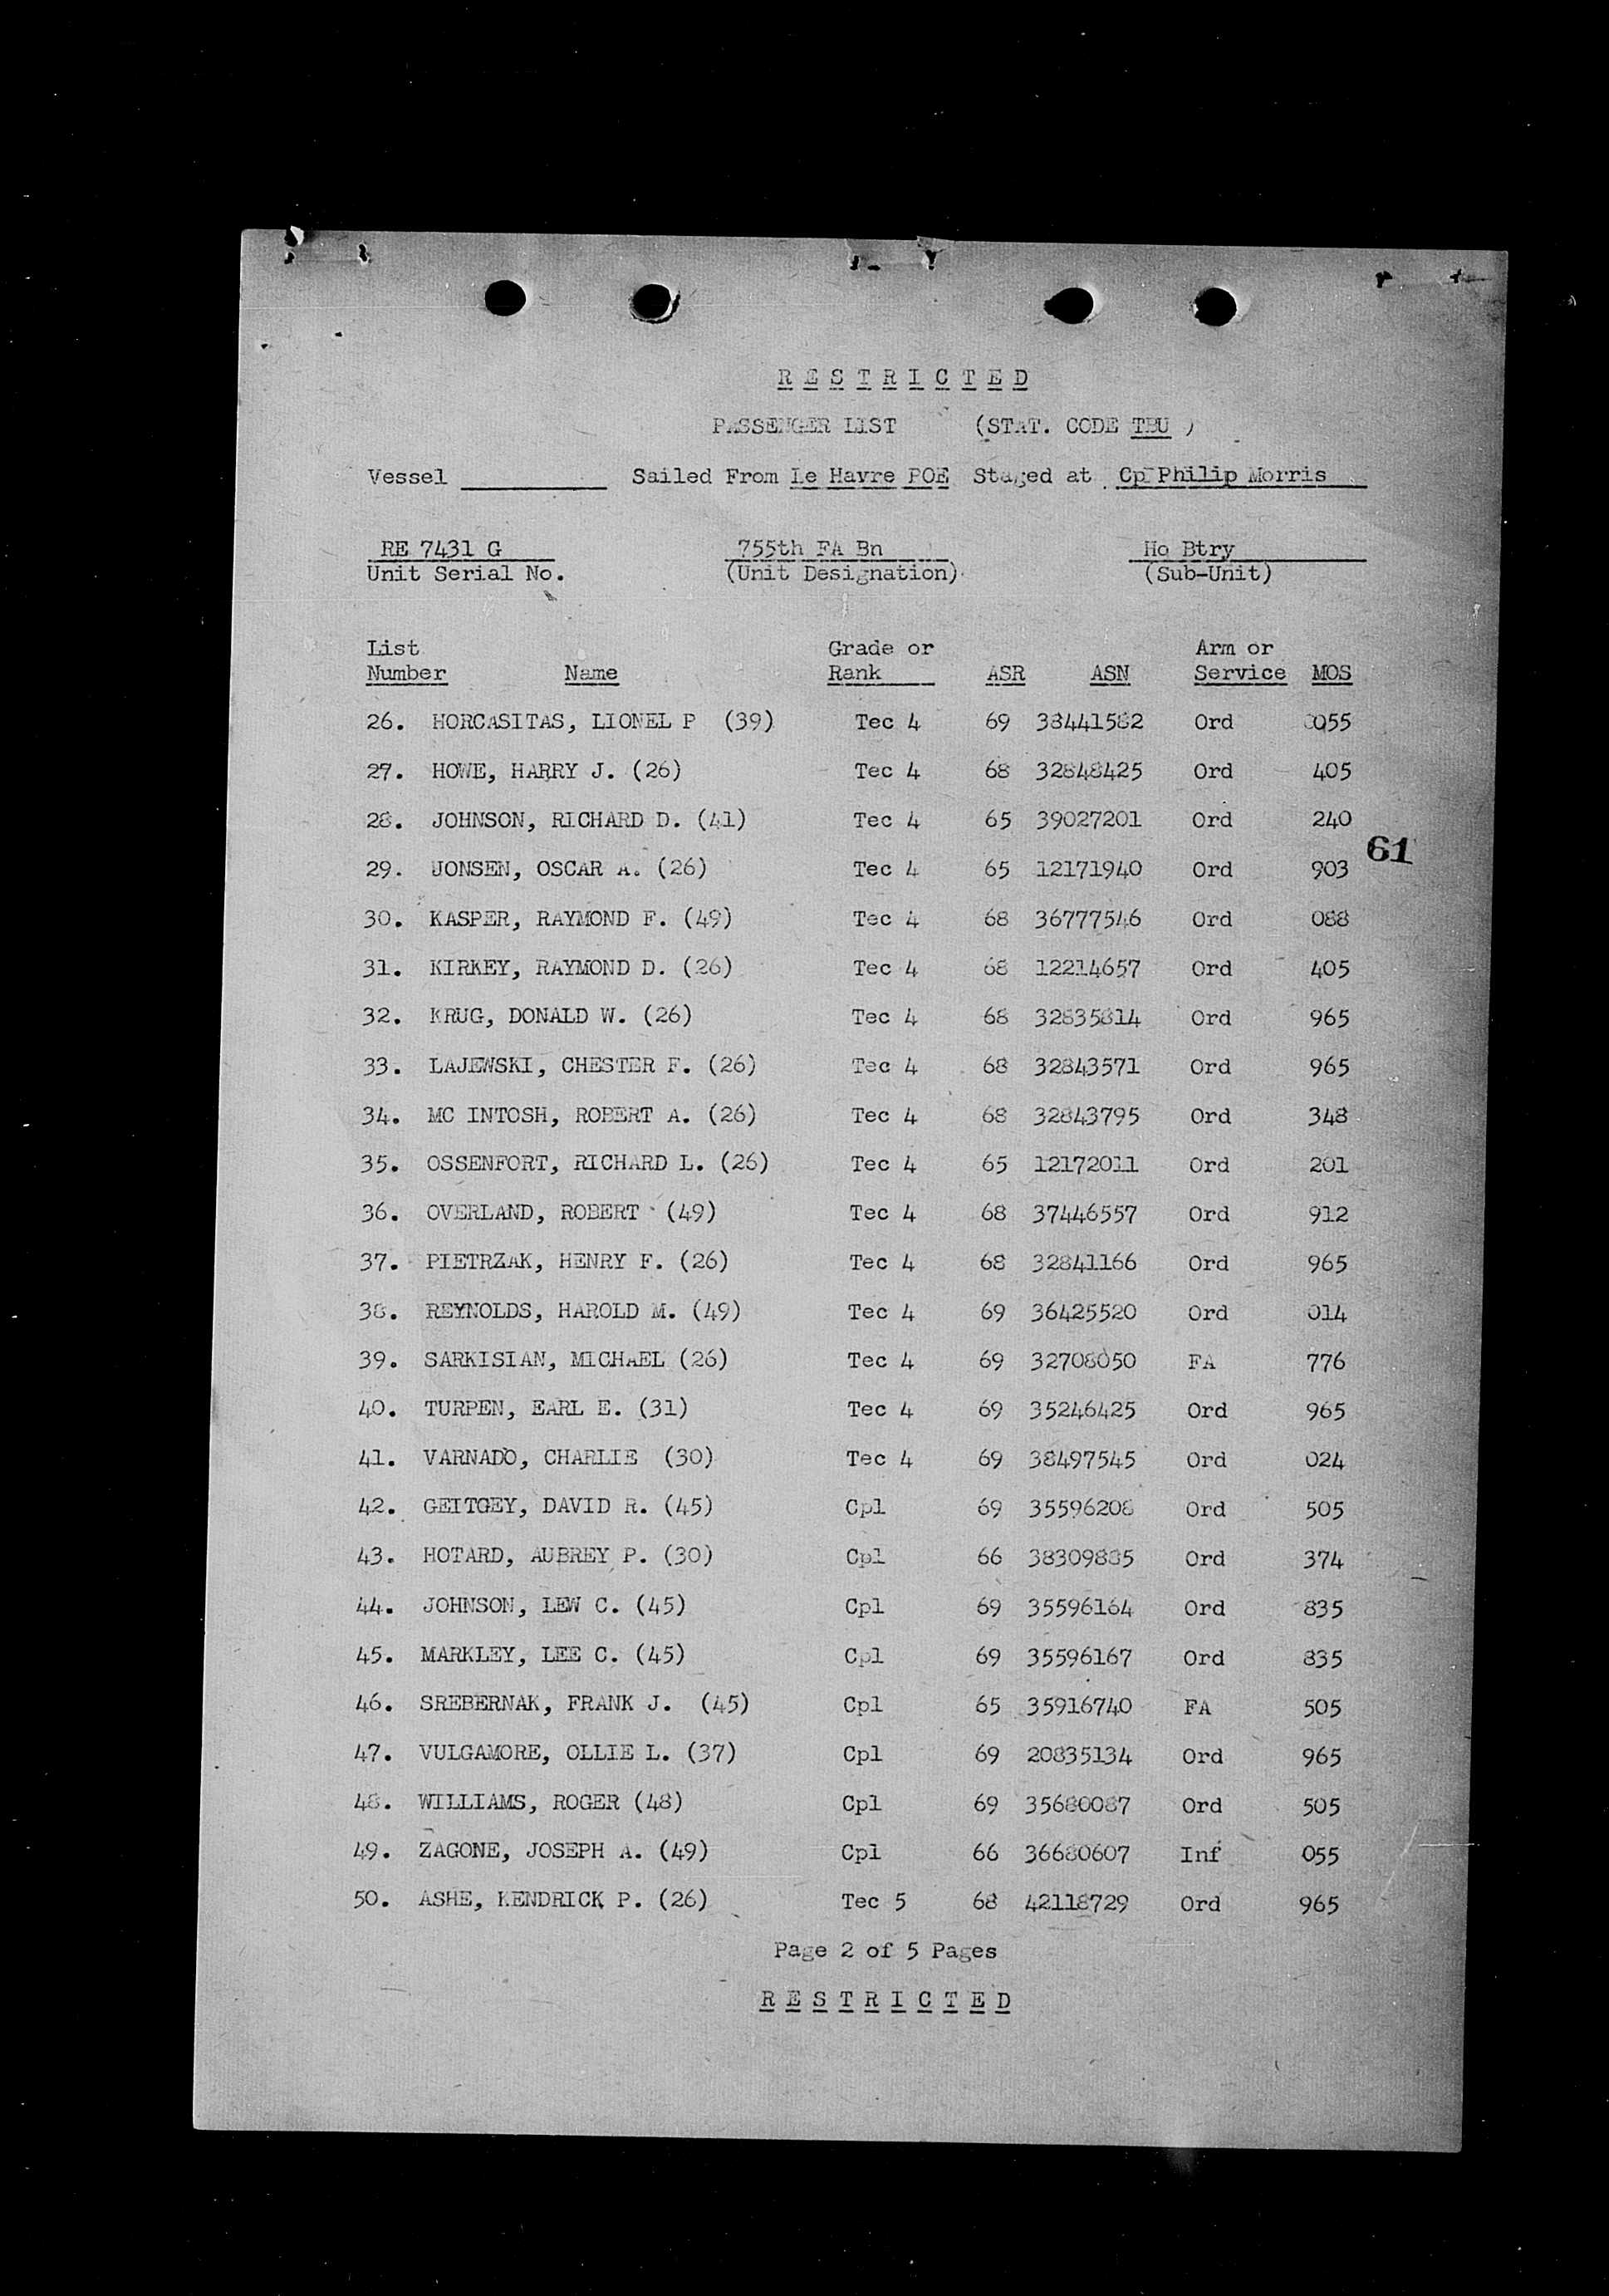 RESTRICTED
PASSENGER LIST (STAT. CODE TBU )
Vessel __________ Sailed From Le Havre POE Staged at Cp Philip Morris
RE 7431 G 755th FA Bn Hq Btry
Unit Serial No. (Unit Designation) (Sub-Unit)
List Grade or Arm or
Number Name Rank ASR ASN Service MOS
26. HORCASITAS, LIONEL P (39) Tec 4 69 38441582 Ord 055
27. HOWE, HARRY J. (26) Tec 4 68 32848425 Ord 405
28. JOHNSON, RICHARD D. (41) Tec 4 65 39027201 Ord 240
61
29. JONSEN, OSCAR A. (26) Tec 4 65 12171940 Ord 903
30. KASPER, RAYMOND F. (49) Tec 4 68 36777546 Ord 088
31. KIRKEY, RAYMOND D. (26) Tec 4 68 12214657 Ord 405
32. KRUG, DONALD W. (26) Tec 4 68 32835814 Ord 965
33. LAJEWSKI, CHESTER F. (26) Tec 4 68 32843571 Ord 965
34. MC INTOSH, ROBERT A. (26) Tec 4 68 32843795 Ord 348
35. OSSENFORT, RICHARD L. (26) Tec 4 65 12172011 Ord 201
36. OVERLAND, ROBERT (49) Tec 4 68 37446557 Ord 912
37. PIETRZAK, HENRY F. (26) Tec 4 68 32841166 Ord 965
38. REYNOLDS, HAROLD M. (49) Tec 4 69 36425520 Ord 014
39. SARKISIAN, MICHAEL (26) Tec 4 69 32708050 FA 776
40. TURPEN, EARL E. (31) Tec 4 69 35246425 Ord 965
41. VARNADO, CHARLIE (30) Tec 4 69 38497545 Ord 024
42. GEITGEY, DAVID R. (45) Cpl 69 35596208 Ord 505
43. HOTARD, AUBREY P. (30) Cpl 66 38309885 Ord 374
44. JOHNSON, LEW C. (45) Cpl 69 35596164 Ord 835
45. MARKLEY, LEE C. (45) Cpl 69 35596167 Ord 835
46. SREBERNAK, FRANK J. (45) Cpl 65 35916740 FA 505
47. VULGAMORE, OLLIE L. (37) Cpl 69 20835134 Ord 965
48. WILLIAMS, ROGER (48) Cpl 69 35680087 Ord 505
49. ZAGONE, JOSEPH A. (49) Cpl 66 36680607 Inf 055
50. ASHE, KENDRICK P. (26) Tec 5 68 42118729 Ord 965
Page 2 of 5 Pages
RESTRICTED